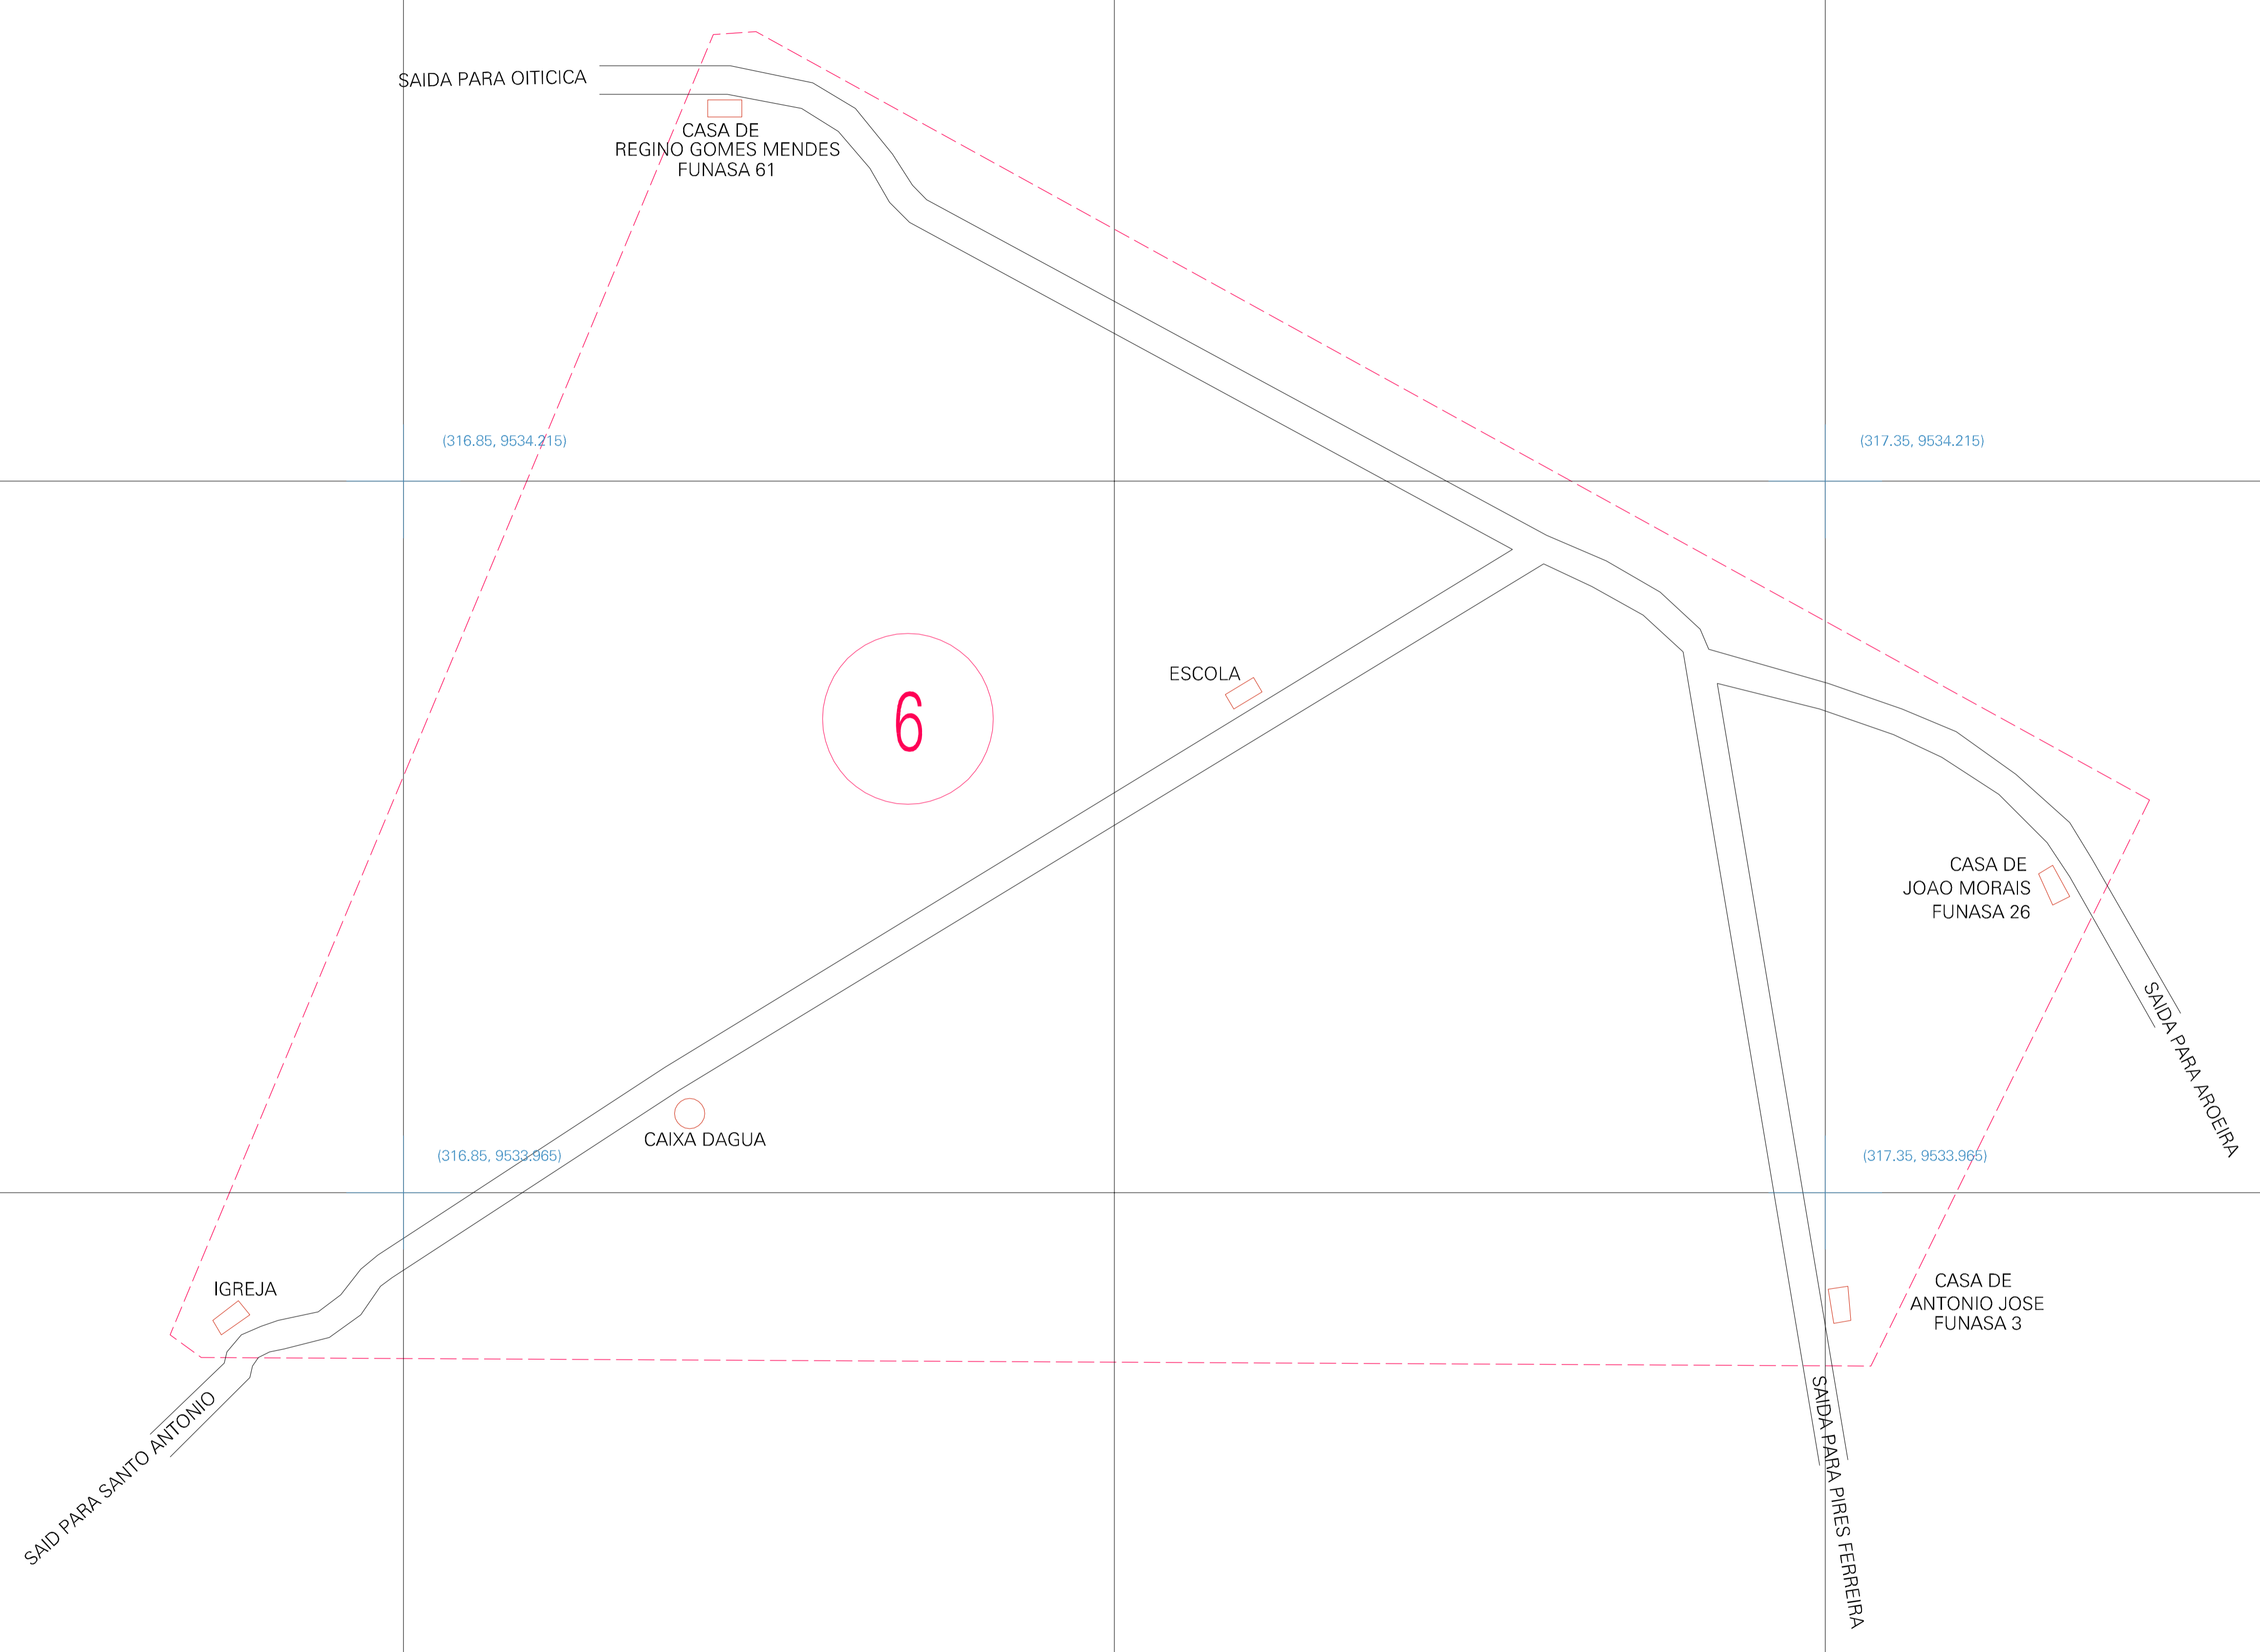 SAIDA PARA OITICICA
CASA DE
REGINO GOMES MENDES
FUNASA 61
(316.85, 9534.215)
(317.35, 9534.215)
ESCOLA
6
CASA DE
JOAO MORAIS
FUNASA 26
SAIDA PARA AROEIRA
CAIXA DAGUA
(316.85, 9533.965)
(317.35, 9533.965)
IGREJA
CASA DE
ANTONIO JOSE
FUNASA 3
SAID PARA SANTO ANTONIO
SAIDA PARA PIRES FERREIRA